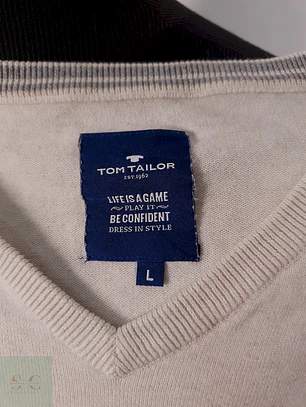 TOM TAILOR
EST.1962
LIFE IS A GAME
PLAY IT
BE CONFIDENT
DRESS IN STYLE
L
S C